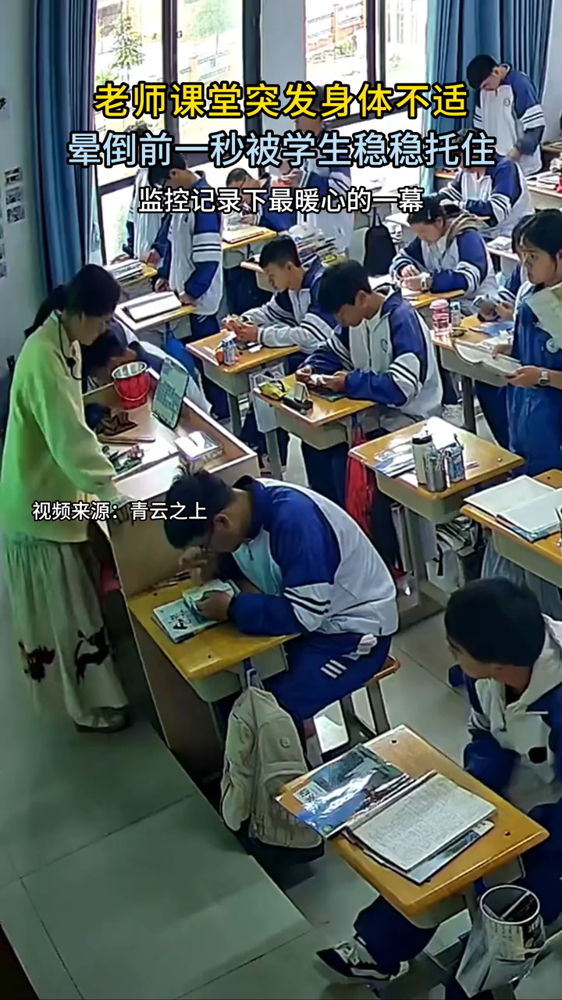 老师课堂突发身体不适
晕倒前一秒被学生稳稳托住
监控记录下最暖心的一幕
视频来源：青云之上